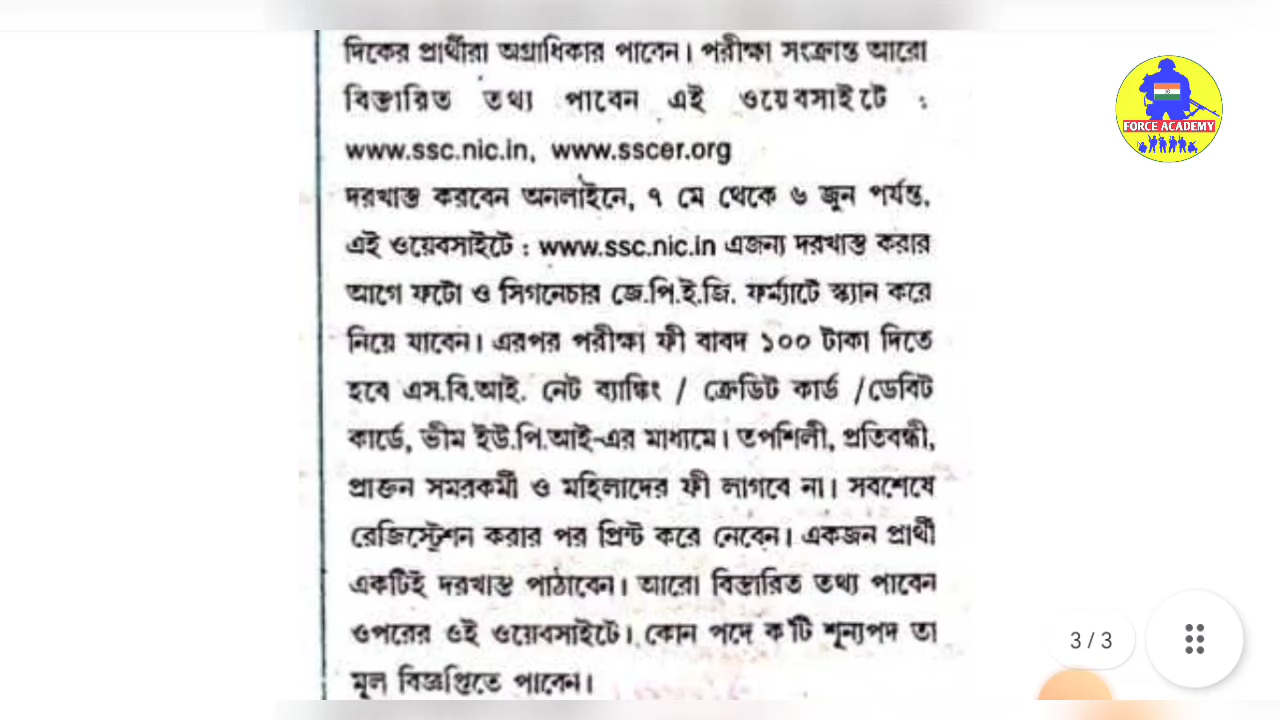 দিকের প্রার্থীরা অগ্রাধিকার পাবেন। পরীক্ষা সংক্রান্ত আরো
বিস্তারিত তথ্য পাবেন এই ওয়েবসাইটে :
www.ssc.nic.in, www.sscer.org
দরখাস্ত করবেন অনলাইনে, ৭ মে থেকে ৬ জুন পর্যন্ত,
এই ওয়েবসাইটে : www.ssc.nic.in এজন্য দরখাস্ত করার
আগে ফটো ও সিগনেচার জে.পি.ই.জি. ফর্ম্যাটে স্ক্যান করে
নিয়ে যাবেন। এরপর পরীক্ষা ফী বাবদ ১০০ টাকা দিতে
হবে এস.বি.আই. নেট ব্যাঙ্কিং / ক্রেডিট কার্ড /ডেবিট
কার্ডে, ভীম ইউ.পি.আই-এর মাধ্যমে। তপশিলী, প্রতিবন্ধী,
প্রাক্তন সমরকর্মী ও মহিলাদের ফী লাগবে না। সবশেষে
রেজিস্ট্রেশন করার পর প্রিন্ট করে নেবেন। একজন প্রার্থী
একটিই দরখাস্ত পাঠাবেন। আরো বিস্তারিত তথ্য পাবেন
ওপরের ওই ওয়েবসাইটে। কোন পদে ক'টি শূন্যপদ তা
মূল বিজ্ঞপ্তিতে পাবেন।
FORCE ACADEMY
3 / 3